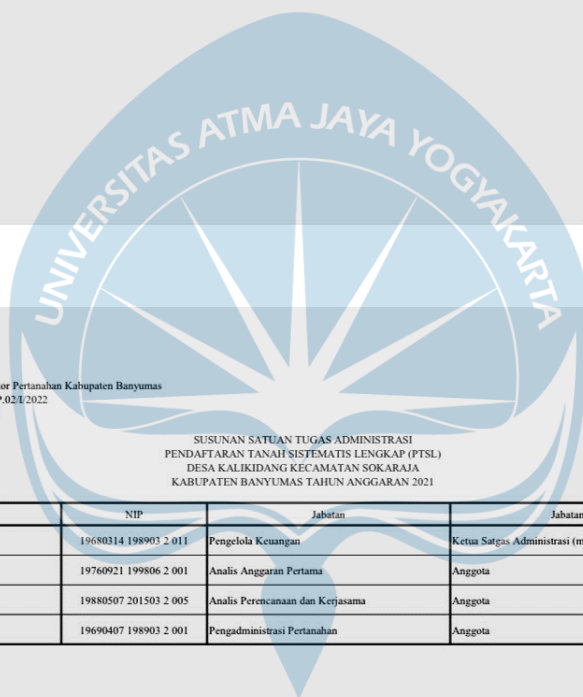 UNIVERSITAS ATMA JAYA YOGYAKARTA
Pertanahan Kabupaten Banyumas
P.02/I/2022
SUSUNAN SATUAN TUGAS ADMINISTRASI
PENDAFTARAN TANAH SISTEMATIS LENGKAP (PTSL)
DESA KALIKIDANG KECAMATAN SOKARAJA
KABUPATEN BANYUMAS TAHUN ANGGARAN 2021
NIP Jabatan Jabatan
19680314 198903 2 011 Pengelola Keuangan Ketua Satgas Administrasi
19760921 199806 2 001 Analis Anggaran Pertama Anggota
19880507 201503 2 005 Analis Perencanaan dan Kerjasama Anggota
19690407 198903 2 001 Pengadministrasi Pertanahan Anggota